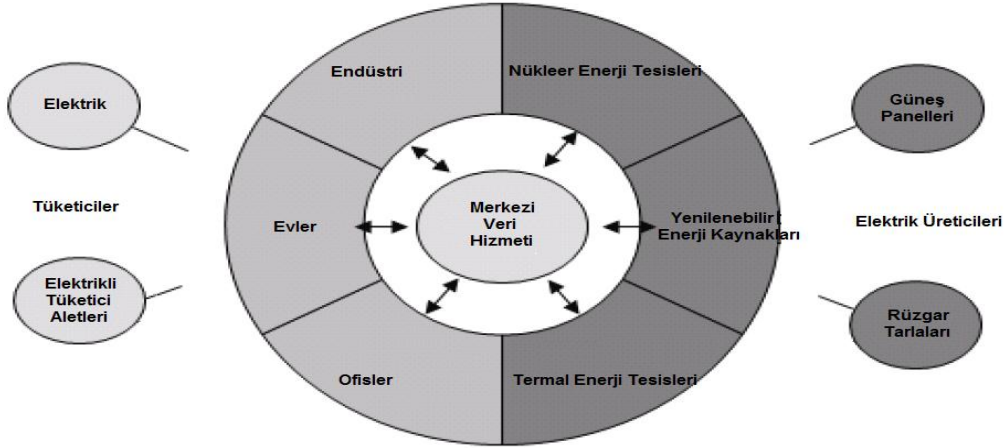 Endüstri
Nükleer Enerji Tesisleri
Elektrik
Güneş
Panelleri
Tüketiciler
Evler
Merkezi
Veri
Hizmeti
Yenilenebilir
Enerji Kaynakları
Elektrik Üreticileri
Elektrikli
Tüketici
Aletleri
Rüzgar
Tarlaları
Ofisler
Termal Enerji Tesisleri